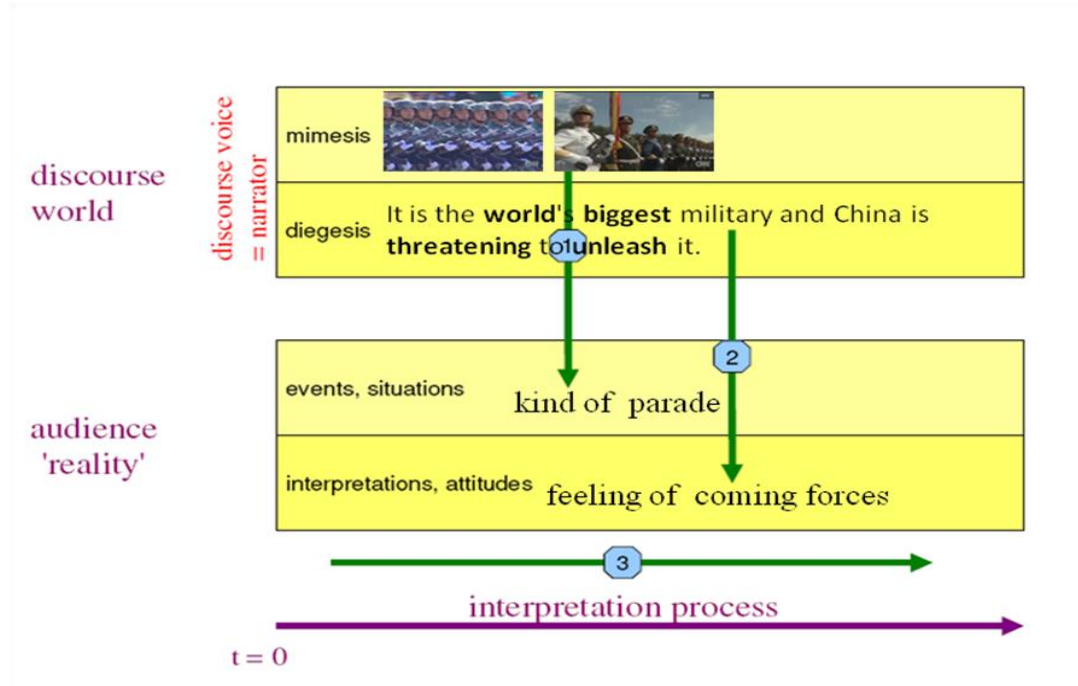 discourse voice
= narrator
discourse
world
mimesis
diegesis
It is the world's biggest military and China is
threatening to unleash it.
1
audience
'reality'
events, situations
kind of parade
2
interpretations, attitudes
feeling of coming forces
3
interpretation process
t = 0